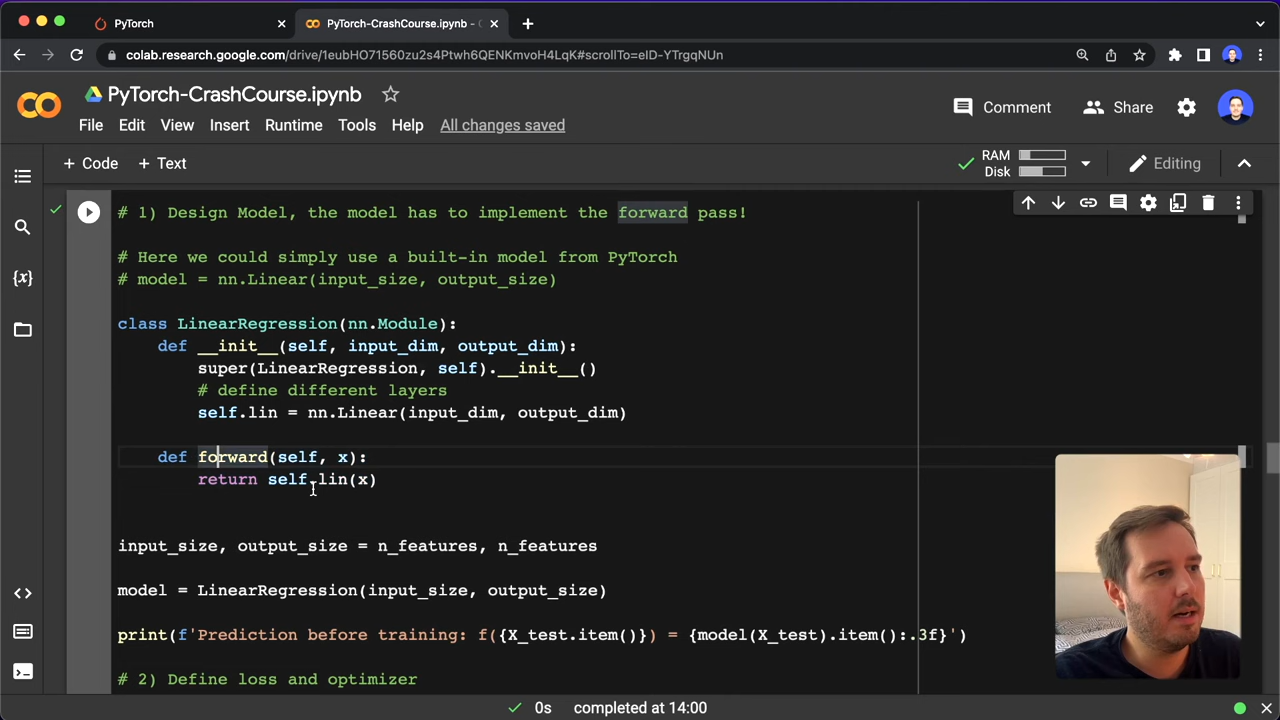 PyTorch
PyTorch-CrashCourse.ipynb - C
colab.research.google.com/drive/1eubHO71560zu2s4Ptwh6QENKmvoH4LqK#scrollTo=eID-YTrgqNUn
PyTorch-CrashCourse.ipynb
Comment
Share
File Edit View Insert Runtime Tools Help All changes saved
+ Code + Text
RAM
Disk
Editing
# 1) Design Model, the model has to implement the forward pass!
# Here we could simply use a built-in model from PyTorch
# model = nn.Linear(input_size, output_size)
class LinearRegression(nn.Module):
def __init__(self, input_dim, output_dim):
super(LinearRegression, self).__init__()
# define different layers
self.lin = nn.Linear(input_dim, output_dim)
def forward(self, x):
return self.lin(x)
input_size, output_size = n_features, n_features
model = LinearRegression(input_size, output_size)
print(f'Prediction before training: f({X_test.item()}) = {model(X_test).item():.3f}')
# 2) Define loss and optimizer
0s completed at 14:00